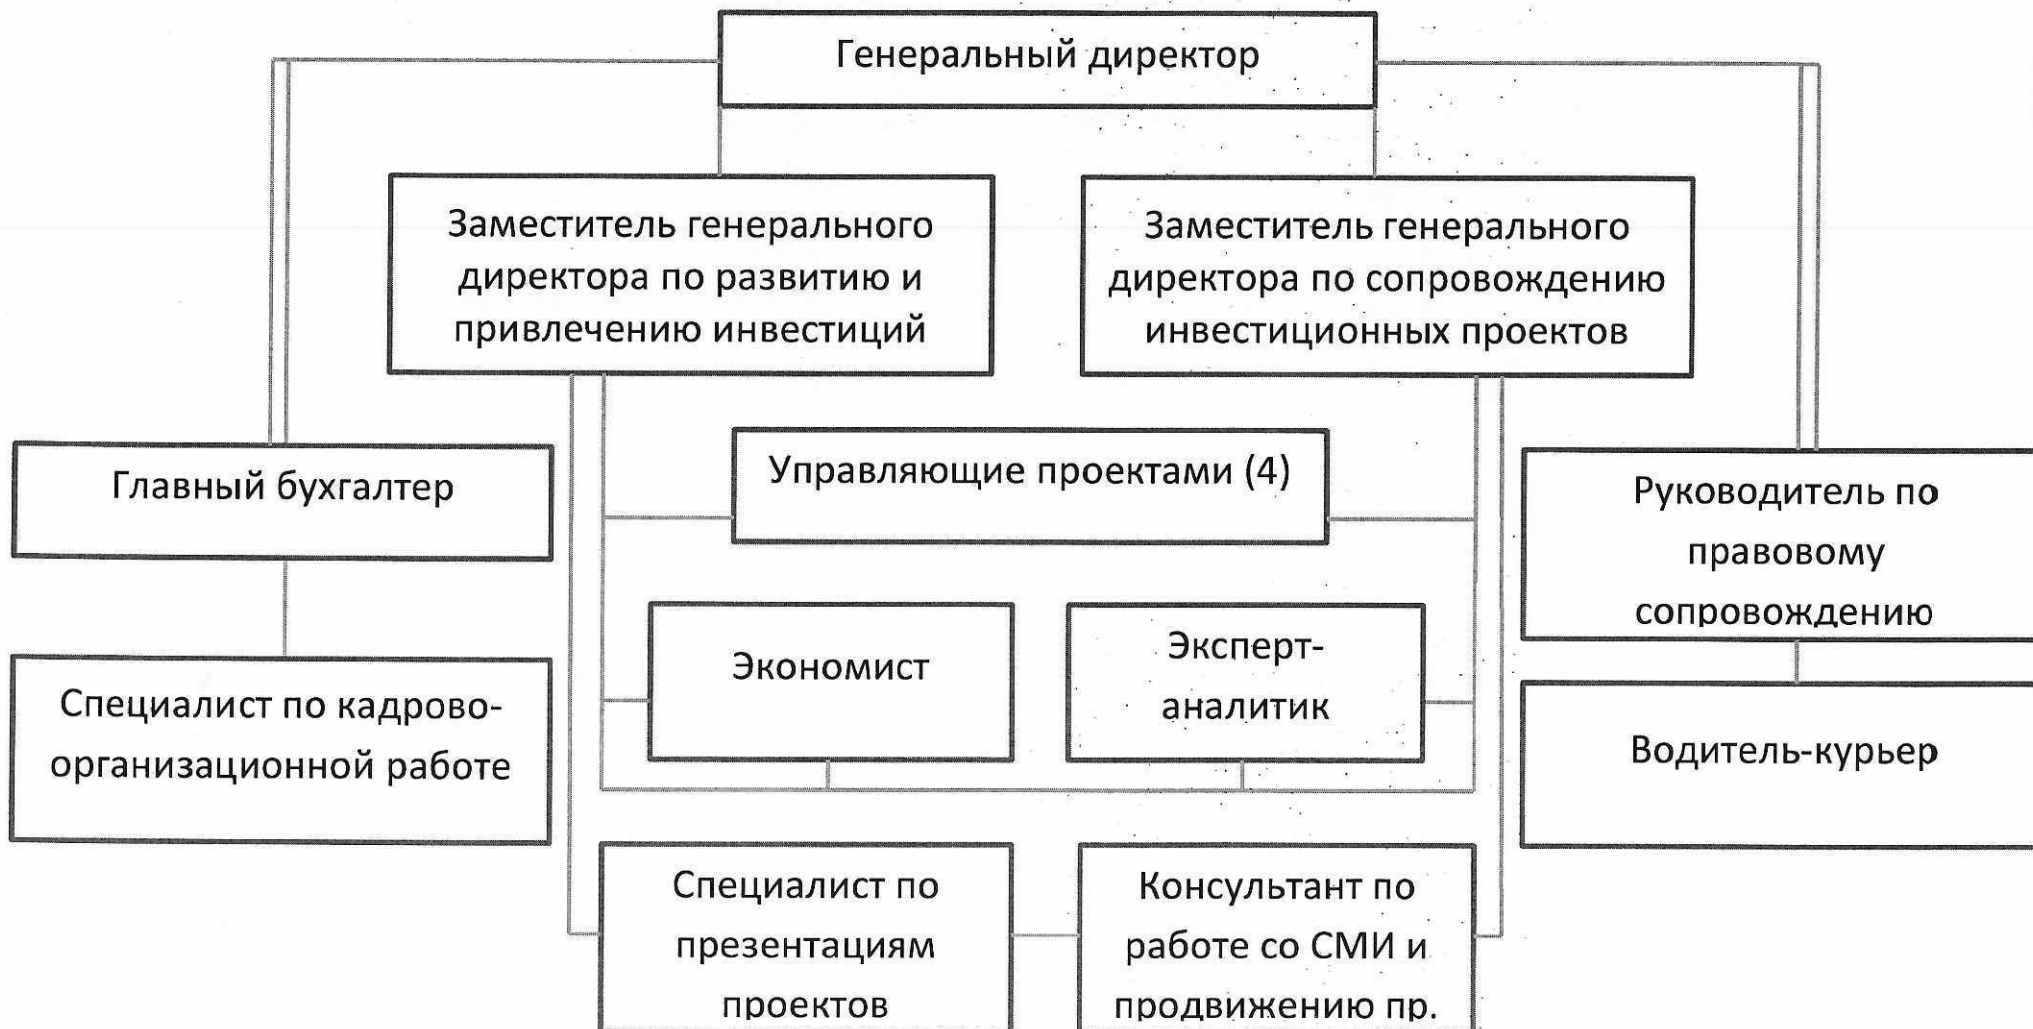 Генеральный директор
Заместитель генерального
директора по развитию и
привлечению инвестиций
Заместитель генерального
директора по сопровождению
инвестиционных проектов
Главный бухгалтер
Управляющие проектами (4)
Руководитель по
правовому
сопровождению
Экономист
Эксперт-
аналитик
Специалист по кадрово-
организационной работе
Водитель-курьер
Специалист по
презентациям
проектов
Консультант по
работе со СМИ и
продвижению пр.